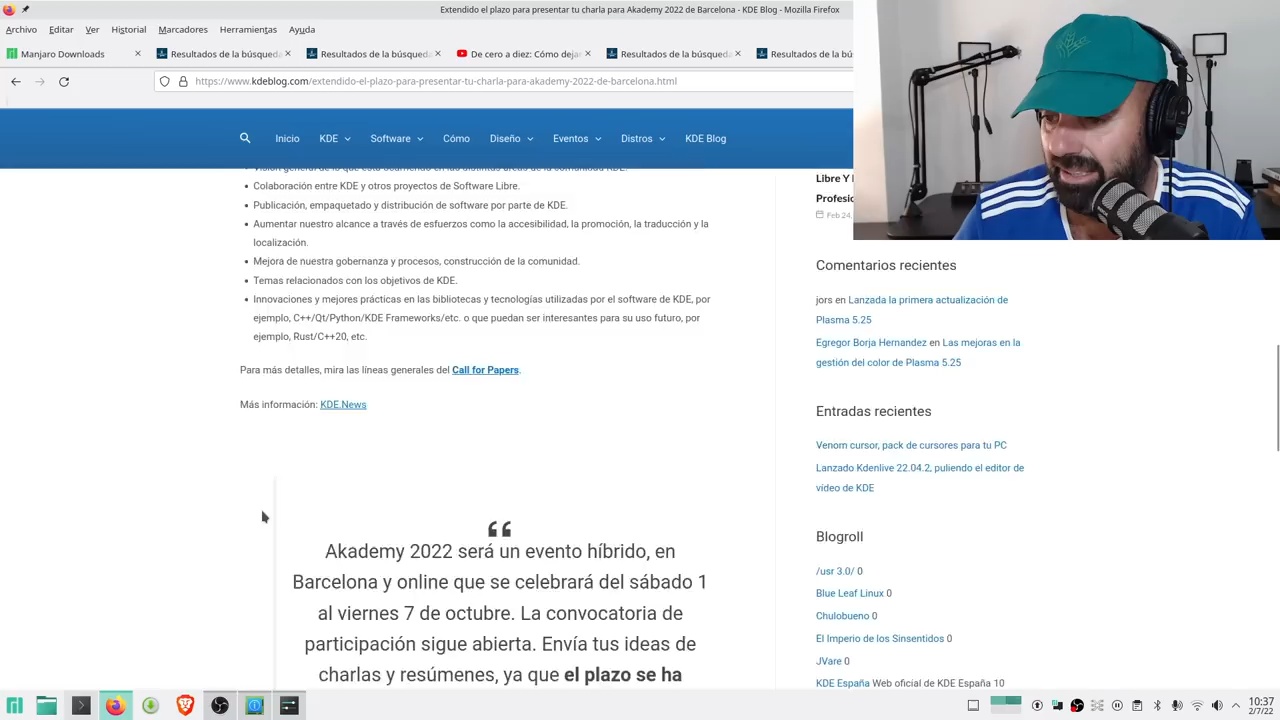 Extendido el plazo para presentar tu charla para Akademy 2022 de Barcelona - KDE Blog - Mozilla Firefox
Archivo Editar Ver Historial Marcadores Herramientas Ayuda
Manjaro Downloads
Resultados de la búsqueda
Resultados de la búsqueda
De cero a diez: Cómo dejar
Resultados de la búsqueda
Resultados de la bú
https://www.kdeblog.com/extendido-el-plazo-para-presentar-tu-charla-para-akademy-2022-de-barcelona.html
Inicio KDE Software Cómo Diseño Eventos Distros KDE Blog
Visión general de lo que está ocurriendo en las distintas áreas de la comunidad KDE.
Colaboración entre KDE y otros proyectos de Software Libre.
Publicación, empaquetado y distribución de software por parte de KDE.
Aumentar nuestro alcance a través de esfuerzos como la accesibilidad, la promoción, la traducción y la
localización.
Mejora de nuestra gobernanza y procesos, construcción de la comunidad.
Temas relacionados con los objetivos de KDE.
Innovaciones y mejores prácticas en las bibliotecas y tecnologías utilizadas por el software de KDE, por
ejemplo, C++/Qt/Python/KDE Frameworks/etc. o que puedan ser interesantes para su uso futuro, por
ejemplo, Rust/C++20, etc.
Para más detalles, mira las líneas generales del Call for Papers.
Más información: KDE.News
“
Akademy 2022 será un evento híbrido, en
Barcelona y online que se celebrará del sábado 1
al viernes 7 de octubre. La convocatoria de
participación sigue abierta. Envía tus ideas de
charlas y resúmenes, ya que el plazo se ha
Libre Y
Profesio
Feb 24,
Comentarios recientes
jors en Lanzada la primera actualización de
Plasma 5.25
Egregor Borja Hernandez en Las mejoras en la
gestión del color de Plasma 5.25
Entradas recientes
Venom cursor, pack de cursores para tu PC
Lanzado Kdenlive 22.04.2, puliendo el editor de
vídeo de KDE
Blogroll
/usr 3.0/ 0
Blue Leaf Linux 0
Chulobueno 0
El Imperio de los Sinsentidos 0
JVare 0
KDE España Web oficial de KDE España 10
10:37
2/7/22